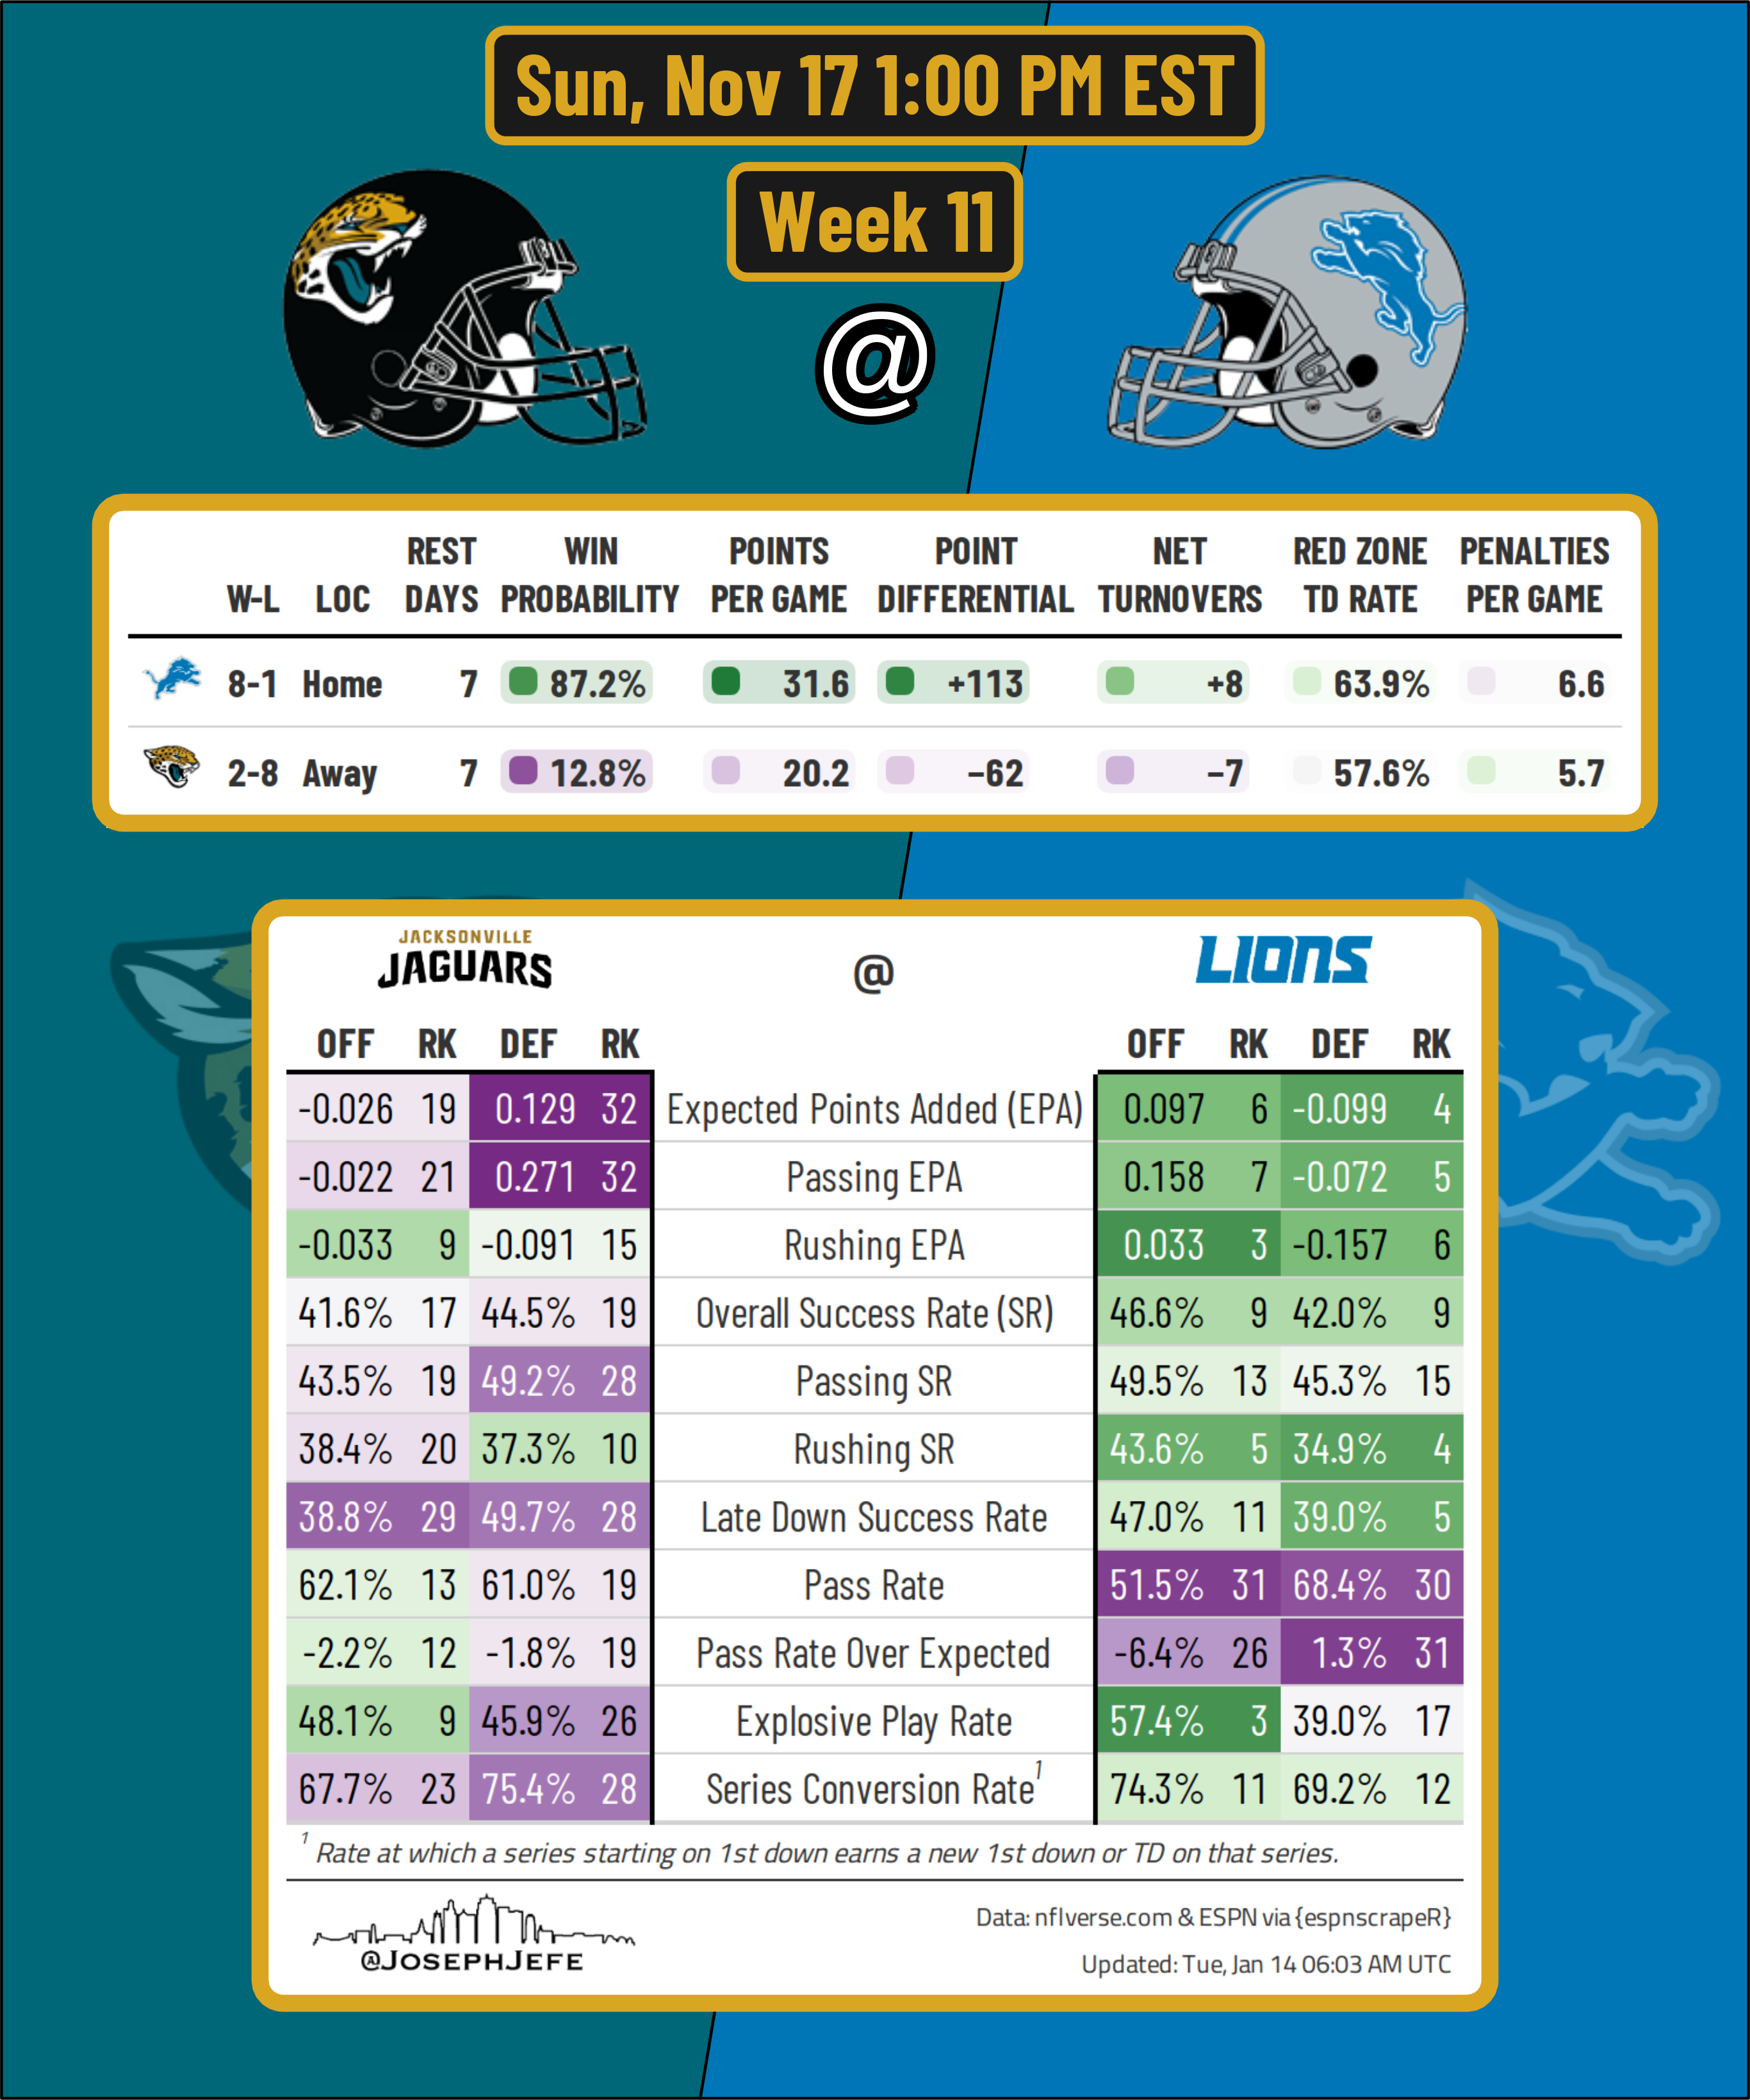 Sun, Nov 17 1:00 PM EST
Week 11
@
W-L LOC REST DAYS WIN PROBABILITY POINTS PER GAME POINT DIFFERENTIAL NET TURNOVERS RED ZONE TD RATE PENALTIES PER GAME
8-1 Home 7 87.2% 31.6 +113 +8 63.9% 6.6
2-8 Away 7 12.8% 20.2 −62 −7 57.6% 5.7
JACKSONVILLE
JAGUARS @ LIONS
OFF RK DEF RK OFF RK DEF RK
-0.026 19 0.129 32 Expected Points Added (EPA) 0.097 6 -0.099 4
-0.022 21 0.271 32 Passing EPA 0.158 7 -0.072 5
-0.033 9 -0.091 15 Rushing EPA 0.033 3 -0.157 6
41.6% 17 44.5% 19 Overall Success Rate (SR) 46.6% 9 42.0% 9
43.5% 19 49.2% 28 Passing SR 49.5% 13 45.3% 15
38.4% 20 37.3% 10 Rushing SR 43.6% 5 34.9% 4
38.8% 29 49.7% 28 Late Down Success Rate 47.0% 11 39.0% 5
62.1% 13 61.0% 19 Pass Rate 51.5% 31 68.4% 30
-2.2% 12 -1.8% 19 Pass Rate Over Expected -6.4% 26 1.3% 31
48.1% 9 45.9% 26 Explosive Play Rate 57.4% 3 39.0% 17
67.7% 23 75.4% 28 Series Conversion Rate¹ 74.3% 11 69.2% 12
¹ Rate at which a series starting on 1st down earns a new 1st down or TD on that series.
@JOSEPHJEFE
Data: nflverse.com & ESPN via {espnscrapeR}
Updated: Tue, Jan 14 06:03 AM UTC